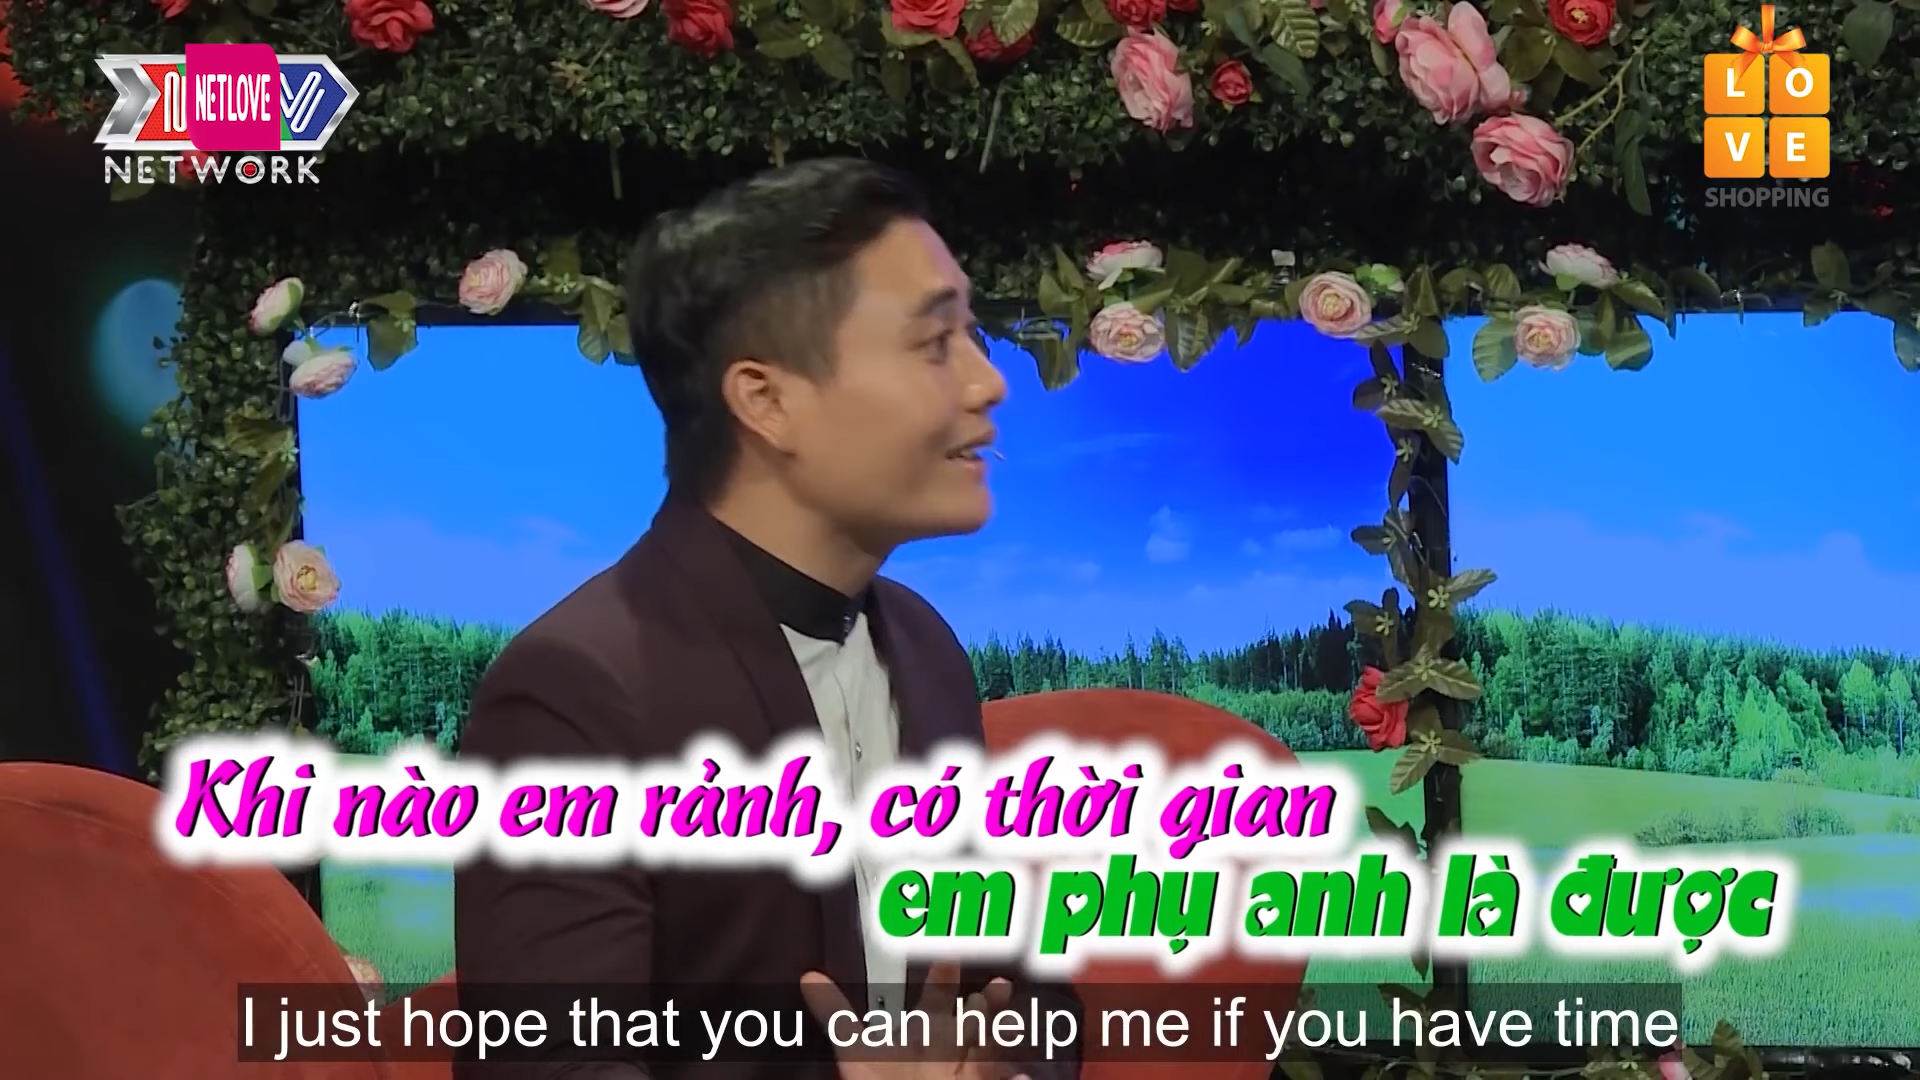 NETLOVE
NETWORK
L O
V E
SHOPPING
Khi nào em rảnh, có thời gian
em phụ anh là được
I just hope that you can help me if you have time